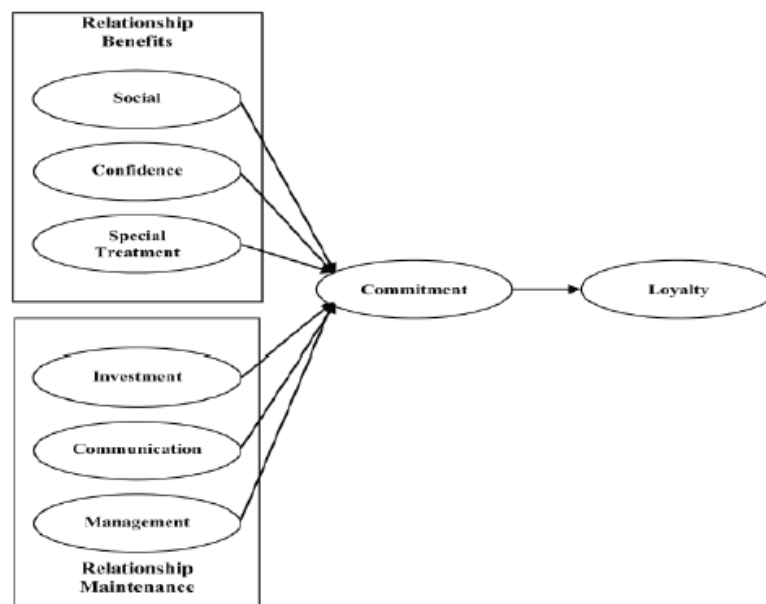 Relationship
Benefits
Social
Confidence
Special
Treatment
Commitment
Loyalty
Investment
Communication
Management
Relationship
Maintenance